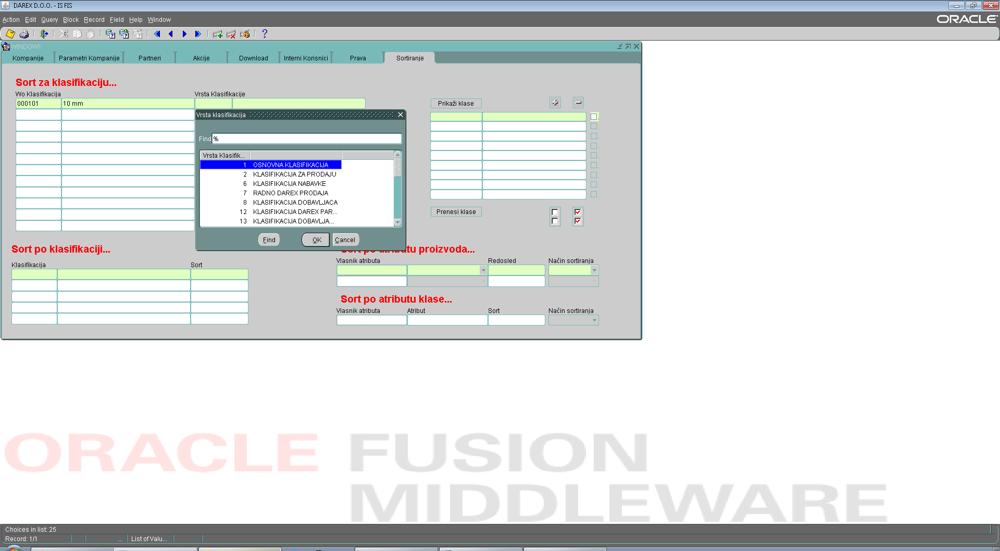 DAREX D.O.O. - IS FIS
Action Edit Query Block Record Field Help Window
ORACLE
WINDOW1
Kompanije Parametri Kompanije Partneri Akcije Download Interni Korisnici Prava Sortiranje
Sort za klasifikaciju...
Wo Klasifikacija Vrsta Klasifikacije
000101 10 mm
Prikaži klase
Vrsta klasifikacija
Find %
Vrsta Klasifik...
1 OSNOVNA KLASIFIKACIJA
2 KLASIFIKACIJA ZA PRODAJU
6 KLASIFIKACIJA NABAVKE
7 RADNO DAREX PRODAJA
8 KLASIFIKACIJA DOBAVLJACA
12 KLASIFIKACIJA DAREX PAR...
13 KLASIFIKACIJA DOBAVLJA...
Find OK Cancel
Prenesi klase
Sort po klasifikaciji...
Klasifikacija Sort
Sort po atributu proizvoda...
Vlasnik atributa Redosled Način sortiranja
Sort po atributu klase...
Vlasnik atributa Atribut Sort Način sortiranja
ORACLE FUSION
MIDDLEWARE
Choices in list: 25
Record: 1/1 ... List of Valu...